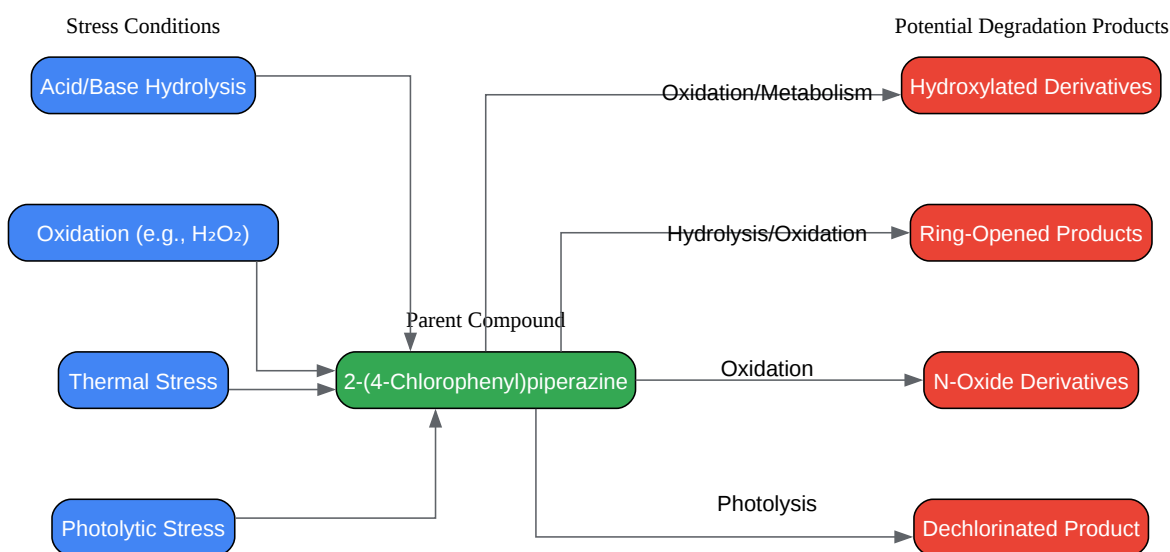 Stress Conditions
Potential Degradation Products
Acid/Base Hydrolysis
Oxidation/Metabolism
Hydroxylated Derivatives
Oxidation (e.g., H₂O₂)
Hydrolysis/Oxidation
Ring-Opened Products
Parent Compound
Thermal Stress
2-(4-Chlorophenyl)piperazine
Oxidation
N-Oxide Derivatives
Photolytic Stress
Photolysis
Dechlorinated Product